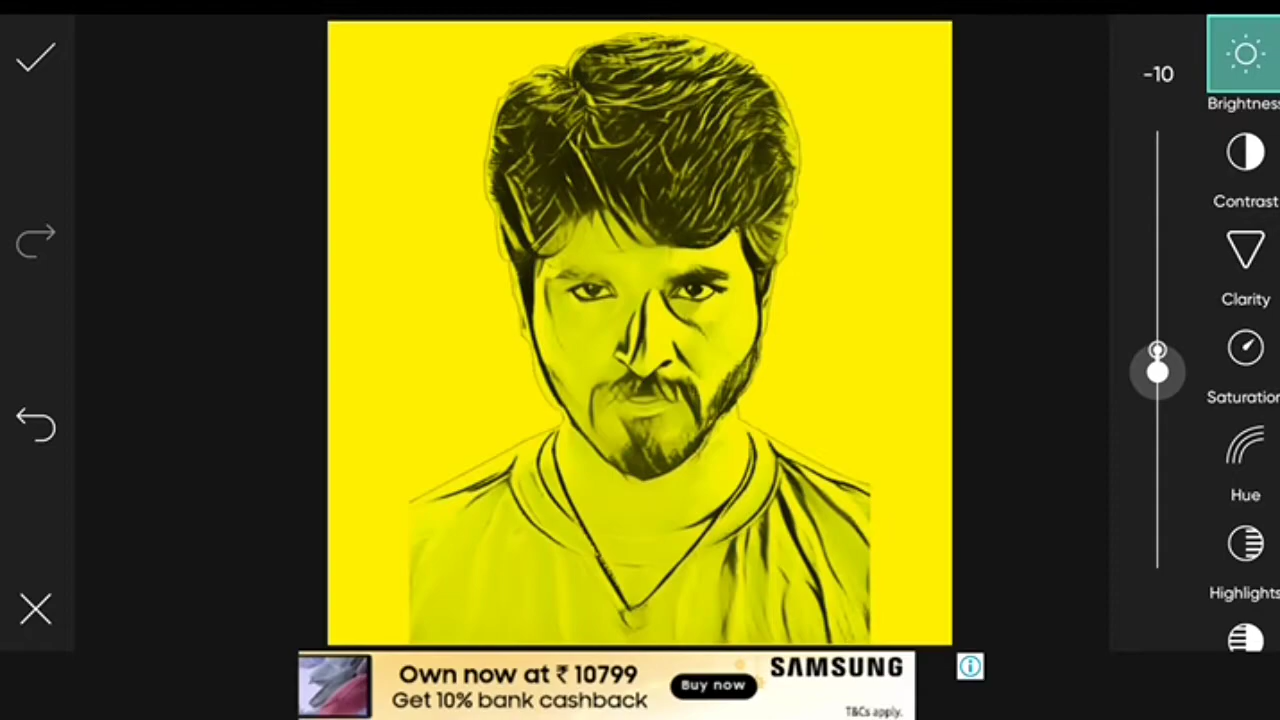 -10
Brightness
Contrast
Clarity
Saturation
Hue
Highlights
Own now at ₹ 10799
Get 10% bank cashback
Buy now
SAMSUNG
T&Cs apply.